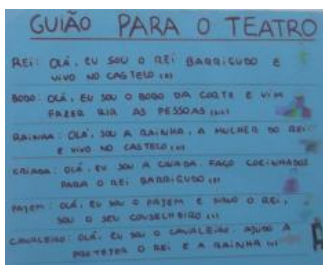 GUIÃO PARA O TEATRO
REI: OLÁ, EU SOU O REI BARRIGUDO E
VIVO NO CASTELO...
BOBO: OLÁ, EU SOU O BOBO DA CORTE E VIM
FAZER RIR AS PESSOAS...
RAINHA: OLÁ, SOU A RAINHA, A MULHER DO REI
E VIVO NO CASTELO...
CRIADA: OLÁ, EU SOU A CRIADA. FAÇO COZINHADOS
PARA O REI BARRIGUDO...
PAJEM: OLÁ, EU SOU O PAJEM E SIRVO O REI,
SOU O SEU CONSELHEIRO...
CAVALEIRO: OLÁ, EU SOU O CAVALEIRO. AJUDO A
PROTEGER O REI E A RAINHA...